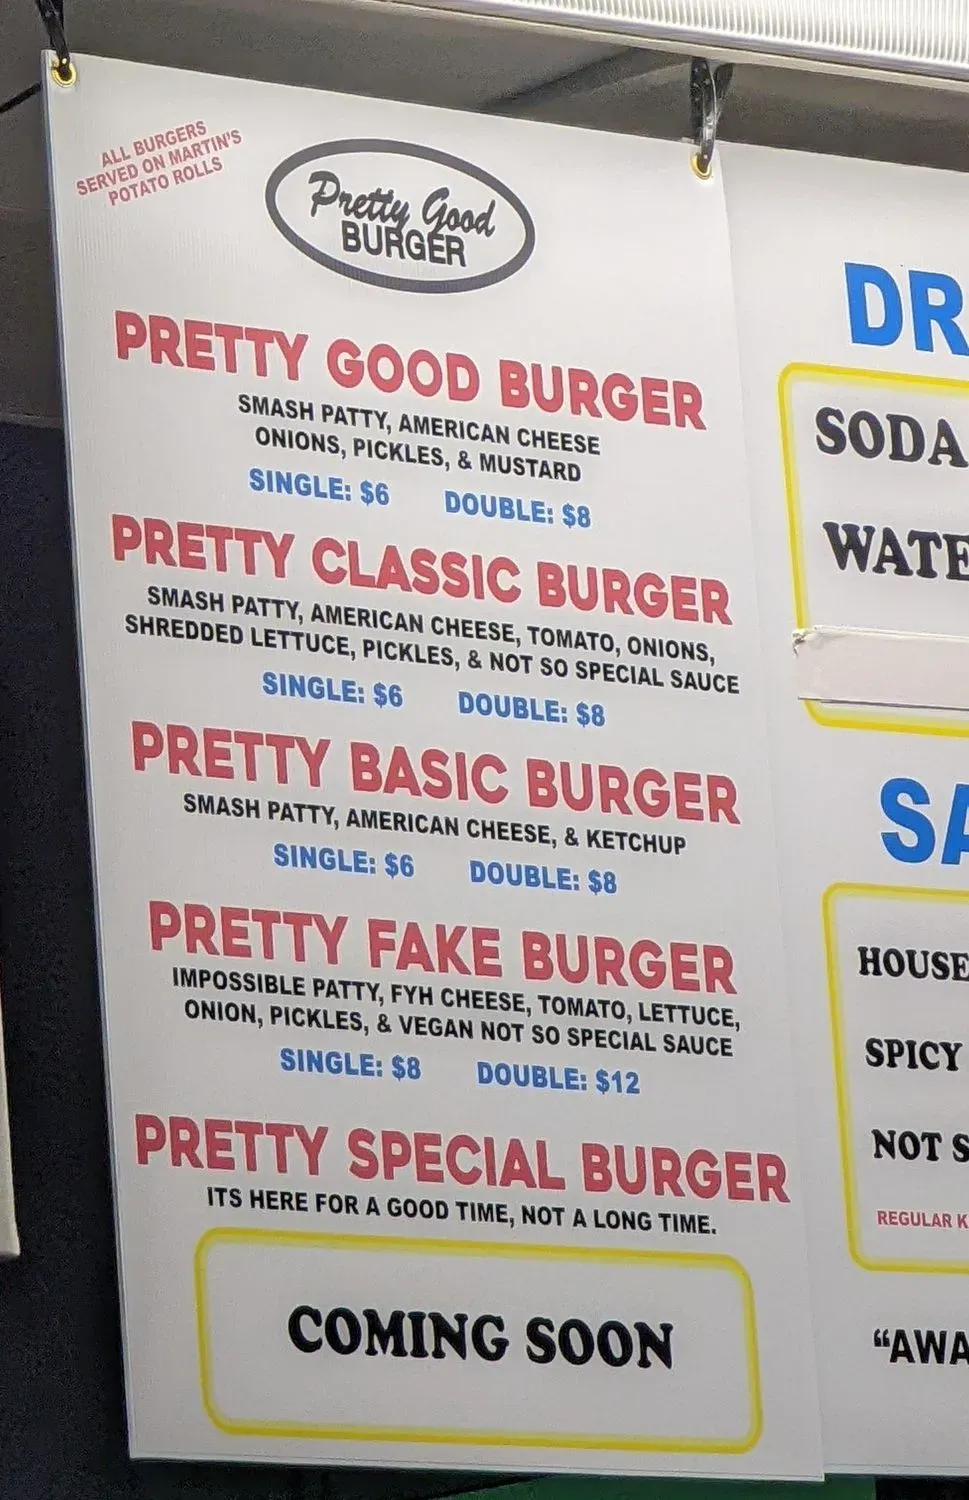 ALL BURGERS
SERVED ON MARTIN'S
POTATO ROLLS
Pretty Good
BURGER
PRETTY GOOD BURGER
SMASH PATTY, AMERICAN CHEESE
ONIONS, PICKLES, & MUSTARD
SINGLE: $6 DOUBLE: $8
PRETTY CLASSIC BURGER
SMASH PATTY, AMERICAN CHEESE, TOMATO, ONIONS,
SHREDDED LETTUCE, PICKLES, & NOT SO SPECIAL SAUCE
SINGLE: $6 DOUBLE: $8
PRETTY BASIC BURGER
SMASH PATTY, AMERICAN CHEESE, & KETCHUP
SINGLE: $6 DOUBLE: $8
PRETTY FAKE BURGER
IMPOSSIBLE PATTY, FYH CHEESE, TOMATO, LETTUCE,
ONION, PICKLES, & VEGAN NOT SO SPECIAL SAUCE
SINGLE: $8 DOUBLE: $12
PRETTY SPECIAL BURGER
ITS HERE FOR A GOOD TIME, NOT A LONG TIME.
COMING SOON
DR
SODA
WATE
SA
HOUSE
SPICY
NOT S
REGULAR K
“AWA